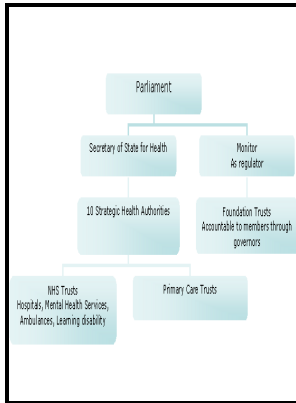 Parliament
Secretary of State for Health
Monitor
As regulator
10 Strategic Health Authorities
Foundation Trusts
Accountable to members through
governors
NHS Trusts
Hospitals, Mental Health Services,
Ambulances, Learning disability
Primary Care Trusts